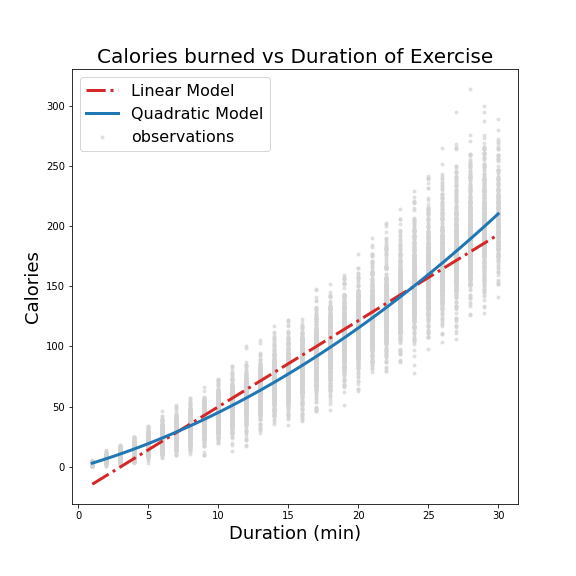 Calories burned vs Duration of Exercise
Linear Model
Quadratic Model
observations
300
250
200
150
100
50
0
Calories
0 5 10 15 20 25 30
Duration (min)